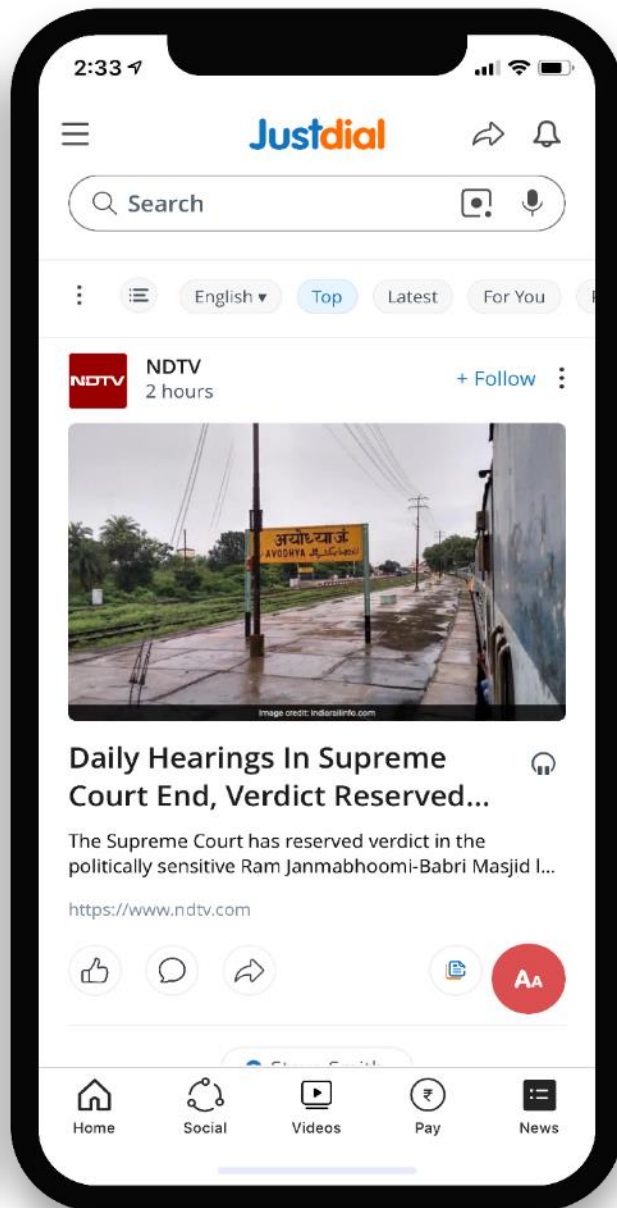 2:33
Justdial
Search
English ▾
Top
Latest
For You
NDTV
NDTV
2 hours
+ Follow
अयोध्या जं
AYODHYA
Image credit: indiarailinfo.com
Daily Hearings In Supreme
Court End, Verdict Reserved...
The Supreme Court has reserved verdict in the
politically sensitive Ram Janmabhoomi-Babri Masjid l...
https://www.ndtv.com
AA
Home
Social
Videos
₹
Pay
News